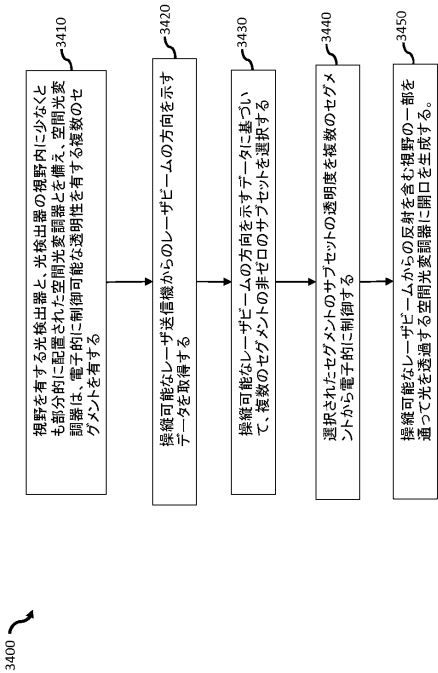 3400
3410
視野を有する光検出器と、光検出器の視野内に少なくと
も部分的に配置された空間光変調器とを備え、空間光変
調器は、電子的に制御可能な透明性を有する複数のセ
グメントを有する
3420
操縦可能なレーザ送信機からのレーザビームの方向を示す
データを取得する
3430
操縦可能なレーザビームの方向を示すデータに基づい
て、複数のセグメントの非ゼロのサブセットを選択する
3440
選択されたセグメントのサブセットの透明度を複数のセグメ
ントから電子的に制御する
3450
操縦可能なレーザビームからの反射を含む視野の一部を
通って光を透過する空間光変調器に開口を生成する。